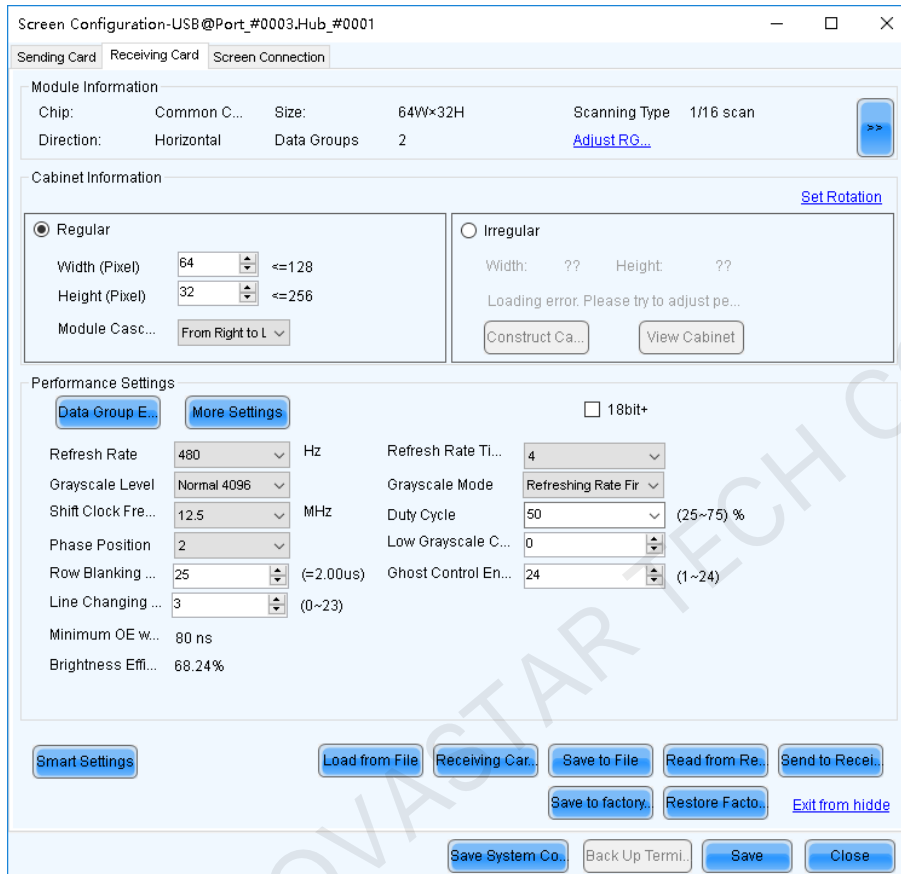 Screen Configuration-USB@Port_#0003.Hub_#0001
Sending Card Receiving Card Screen Connection
Module Information
Chip: Common C... Size: 64W×32H Scanning Type 1/16 scan
Direction: Horizontal Data Groups 2 Adjust RG...
>>
Cabinet Information
Set Rotation
Regular
Width (Pixel) 64 <=128
Height (Pixel) 32 <=256
Module Casc... From Right to L
Irregular
Width: ?? Height: ??
Loading error. Please try to adjust pe...
Construct Ca... View Cabinet
Performance Settings
Data Group E... More Settings 18bit+
Refresh Rate 480 Hz Refresh Rate Ti... 4
Grayscale Level Normal 4096 Grayscale Mode Refreshing Rate Fir
Shift Clock Fre... 12.5 MHz Duty Cycle 50 (25~75) %
Phase Position 2 Low Grayscale C... 0
Row Blanking ... 25 (=2.00us) Ghost Control En... 24 (1~24)
Line Changing ... 3 (0~23)
Minimum OE w... 80 ns
Brightness Effi... 68.24%
Smart Settings Load from File Receiving Car... Save to File Read from Re... Send to Recei...
Save to factory... Restore Facto... Exit from hidde
Save System Co... Back Up Termi... Save Close
OVASTAR TECH CO